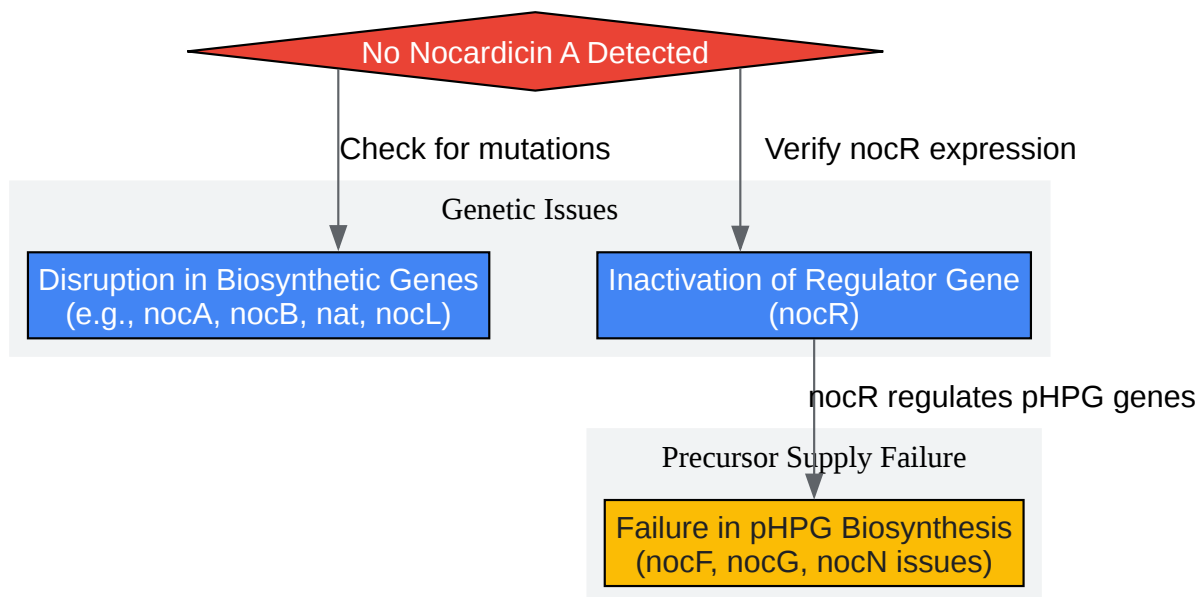 No Nocardicin A Detected
Check for mutations
Verify nocR expression
Genetic Issues
Disruption in Biosynthetic Genes
(e.g., nocA, nocB, nat, nocL)
Inactivation of Regulator Gene
(nocR)
nocR regulates pHPG genes
Precursor Supply Failure
Failure in pHPG Biosynthesis
(nocF, nocG, nocN issues)